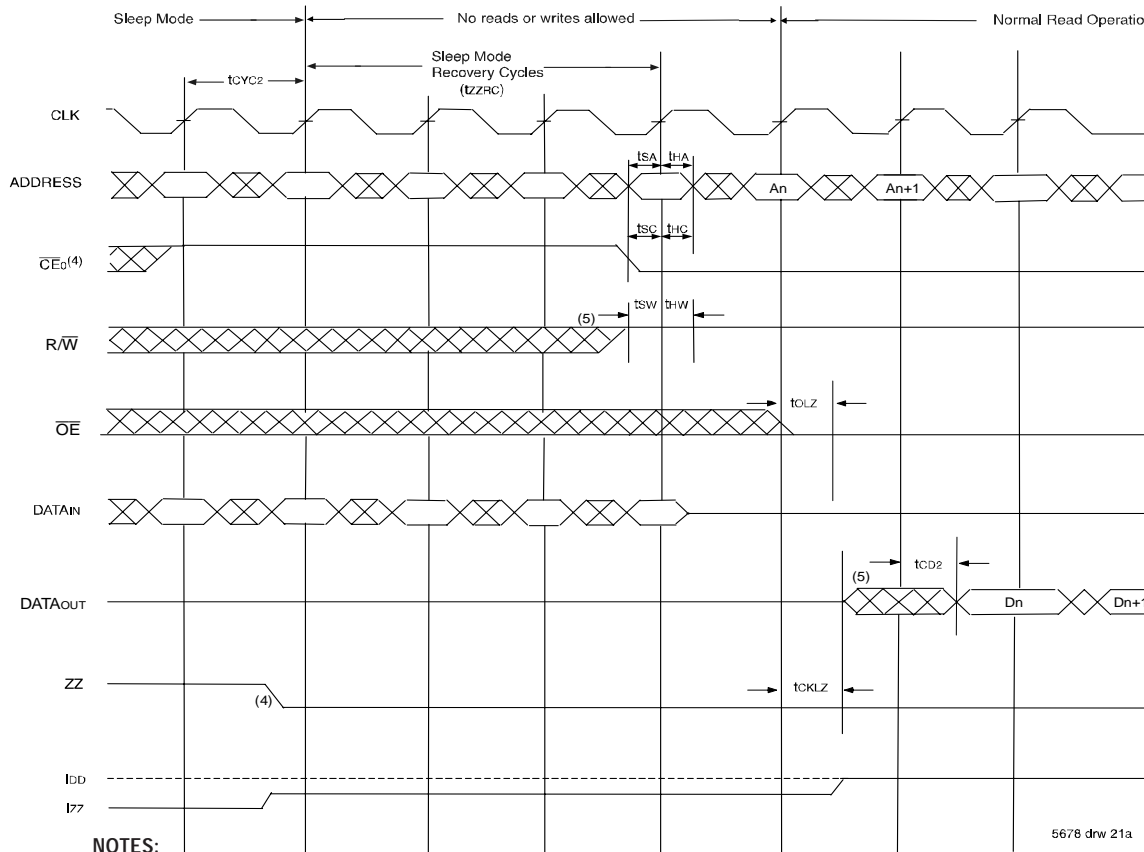 Sleep Mode No reads or writes allowed Normal Read Operatio
Sleep Mode
Recovery Cycles
(tZZRC)
tCYC2
CLK
tSA tHA
ADDRESS An An+1
tSC tHC
CE0(4)
tSW tHW
(5)
R/W
tOLZ
OE
DATAIN
tCD2
(5)
DATAOUT Dn Dn+1
ZZ
(4)
tCKLZ
IDD
IZZ
5678 drw 21a
NOTES: